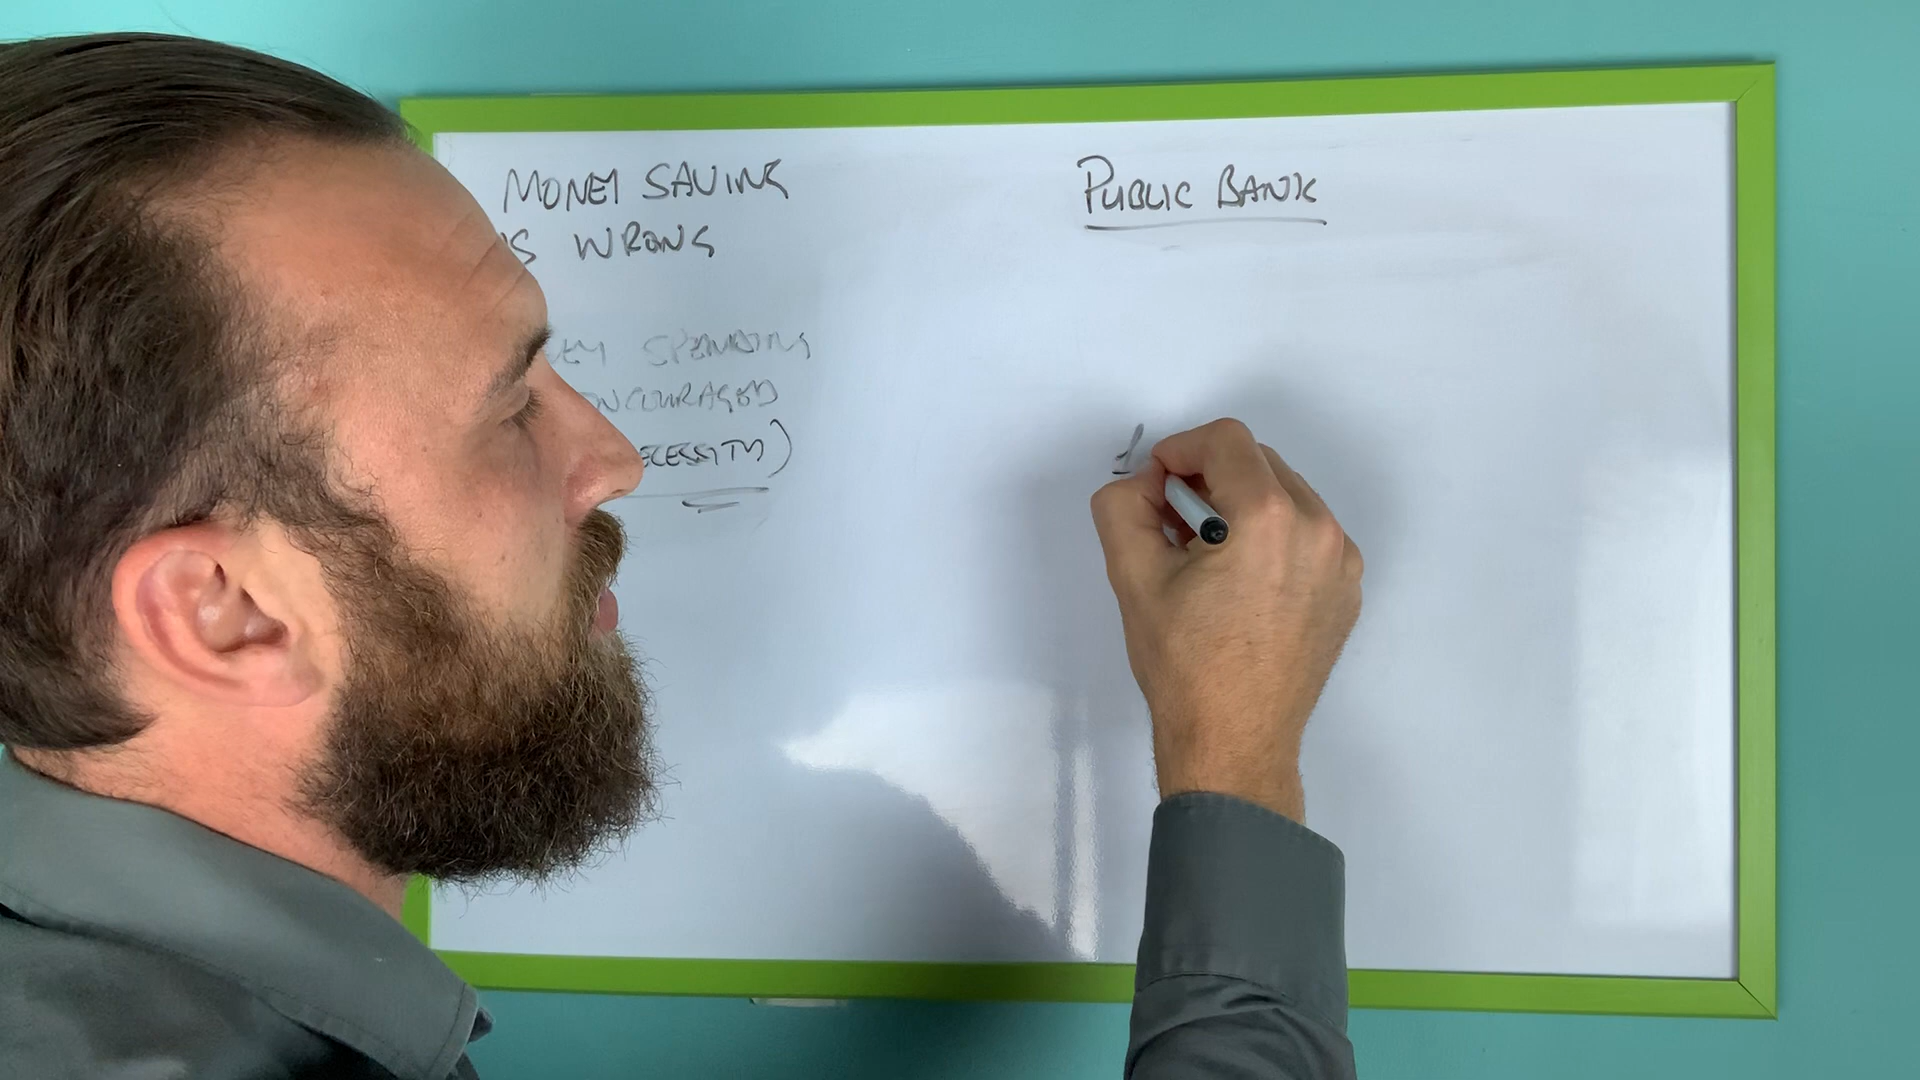 MONEY SAVING
IS WRONG
SPENDING
ENCOURAGED
NECESSITY)
PUBLIC BANK